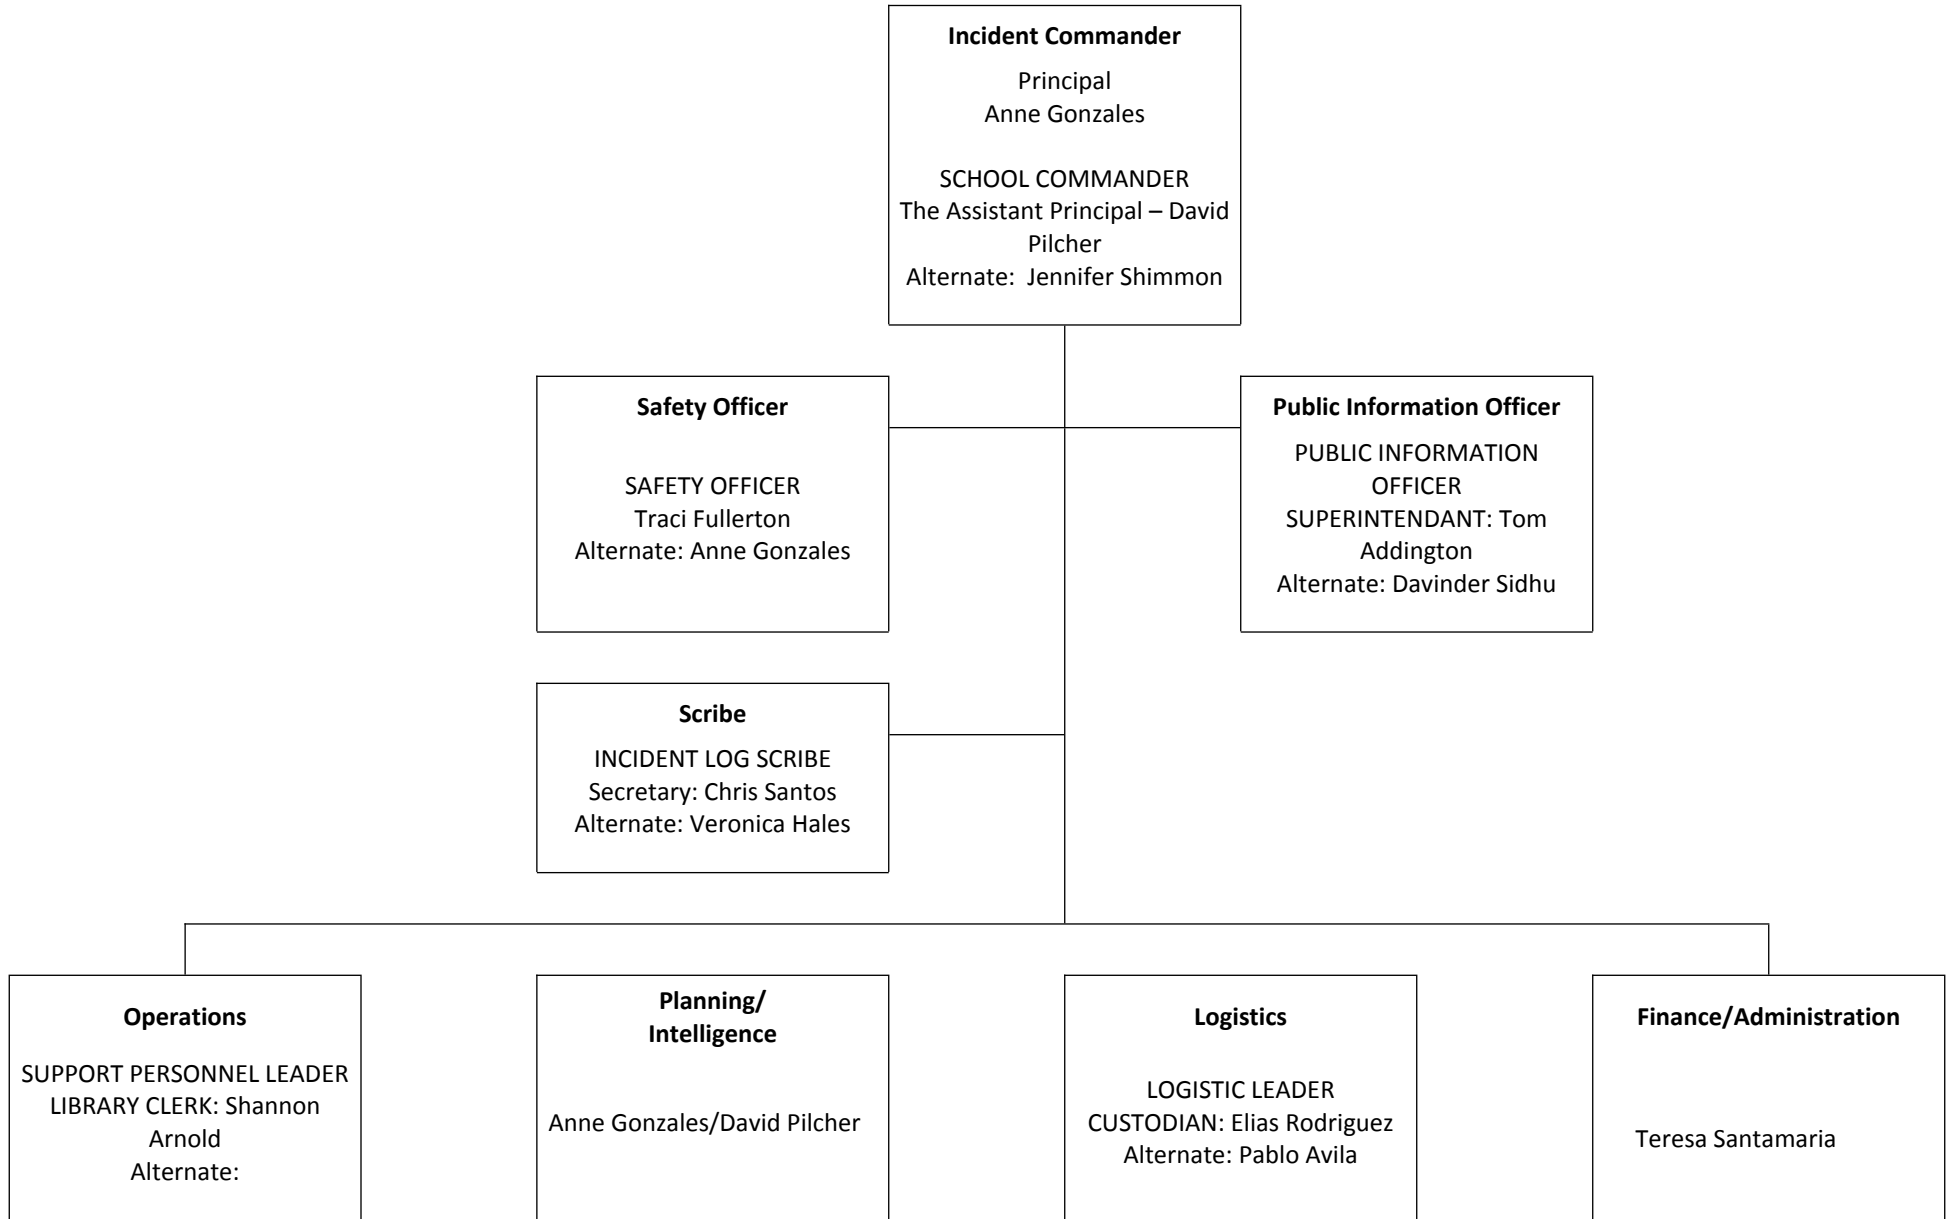 Incident Commander
Principal
Anne Gonzales
SCHOOL COMMANDER
The Assistant Principal – David
Pilcher
Alternate:  Jennifer Shimmon
Safety Officer
SAFETY OFFICER
Traci Fullerton
Alternate: Anne Gonzales
Public Information Officer
PUBLIC INFORMATION
OFFICER
SUPERINTENDANT: Tom
Addington
Alternate: Davinder Sidhu
Scribe
INCIDENT LOG SCRIBE
Secretary: Chris Santos
Alternate: Veronica Hales
Operations
SUPPORT PERSONNEL LEADER
LIBRARY CLERK: Shannon
Arnold
Alternate:
Planning/
Intelligence
Anne Gonzales/David Pilcher
Logistics
LOGISTIC LEADER
CUSTODIAN: Elias Rodriguez
Alternate: Pablo Avila
Finance/Administration
Teresa Santamaria